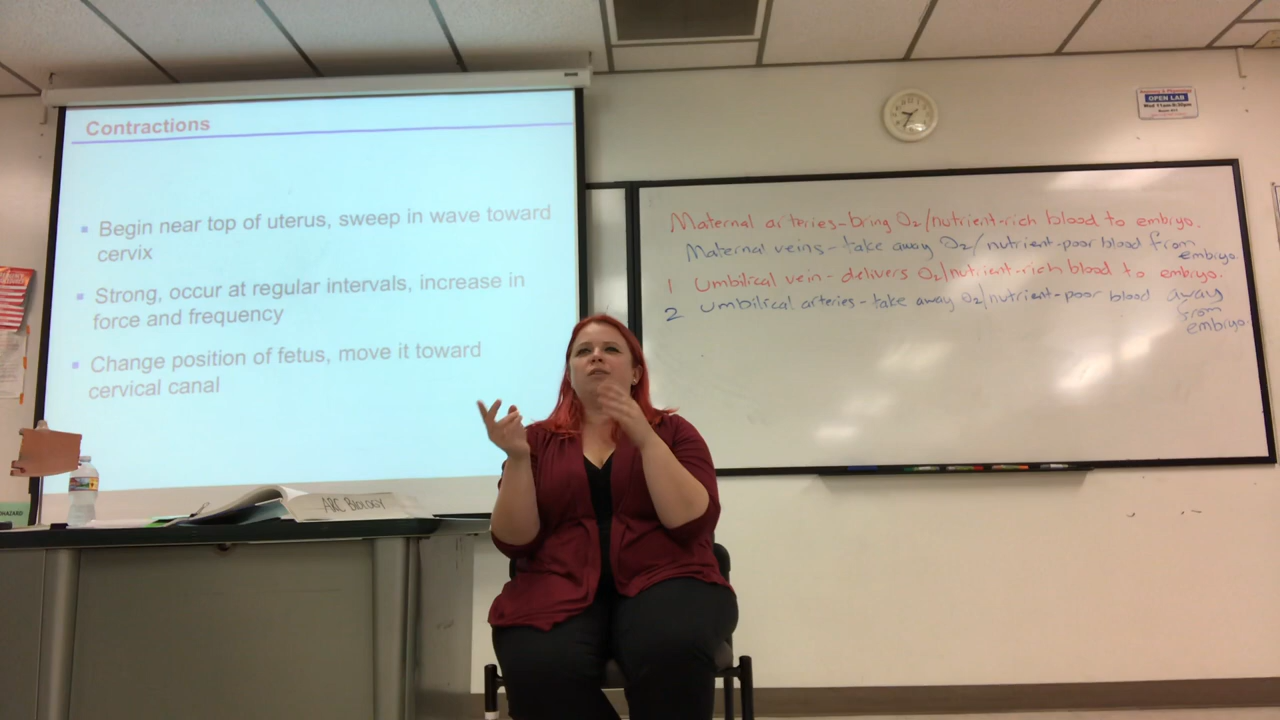 Contractions
Begin near top of uterus, sweep in wave toward
cervix
Strong, occur at regular intervals, increase in
force and frequency
Change position of fetus, move it toward
cervical canal
Maternal arteries-bring O₂/nutrient-rich blood to embryo.
Maternal veins - take away O₂/nutrient-poor blood from
embryo.
1 Umbilical vein - delivers O₂/nutrient-rich blood to embryo.
2 Umbilical arteries-take away O₂/nutrient-poor blood away
from
embryo.
OPEN LAB
ARC BIOLOGY